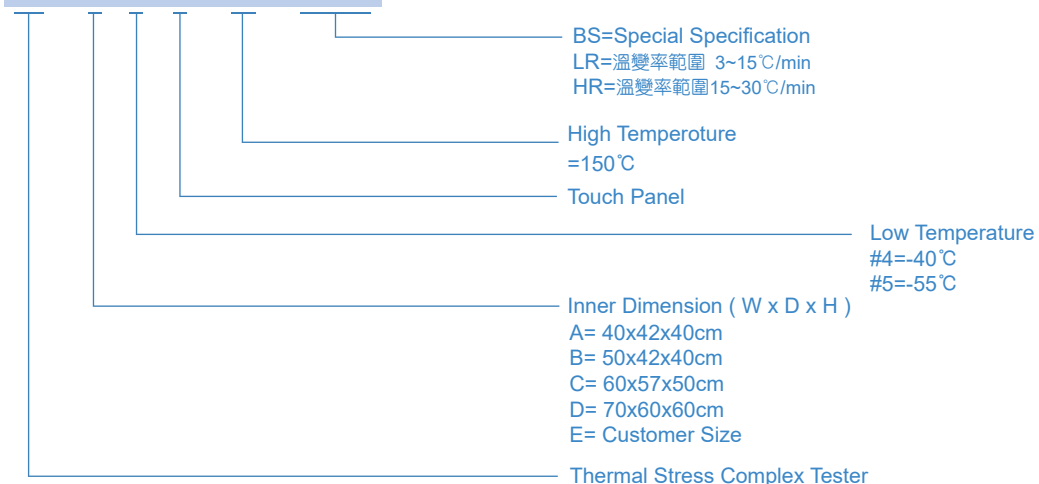 BS=Special Specification
LR=溫變率範圍 3~15℃/min
HR=溫變率範圍15~30℃/min
High Temperoture
=150℃
Touch Panel
Low Temperature
#4=-40℃
#5=-55℃
Inner Dimension ( W x D x H )
A= 40x42x40cm
B= 50x42x40cm
C= 60x57x50cm
D= 70x60x60cm
E= Customer Size
Thermal Stress Complex Tester